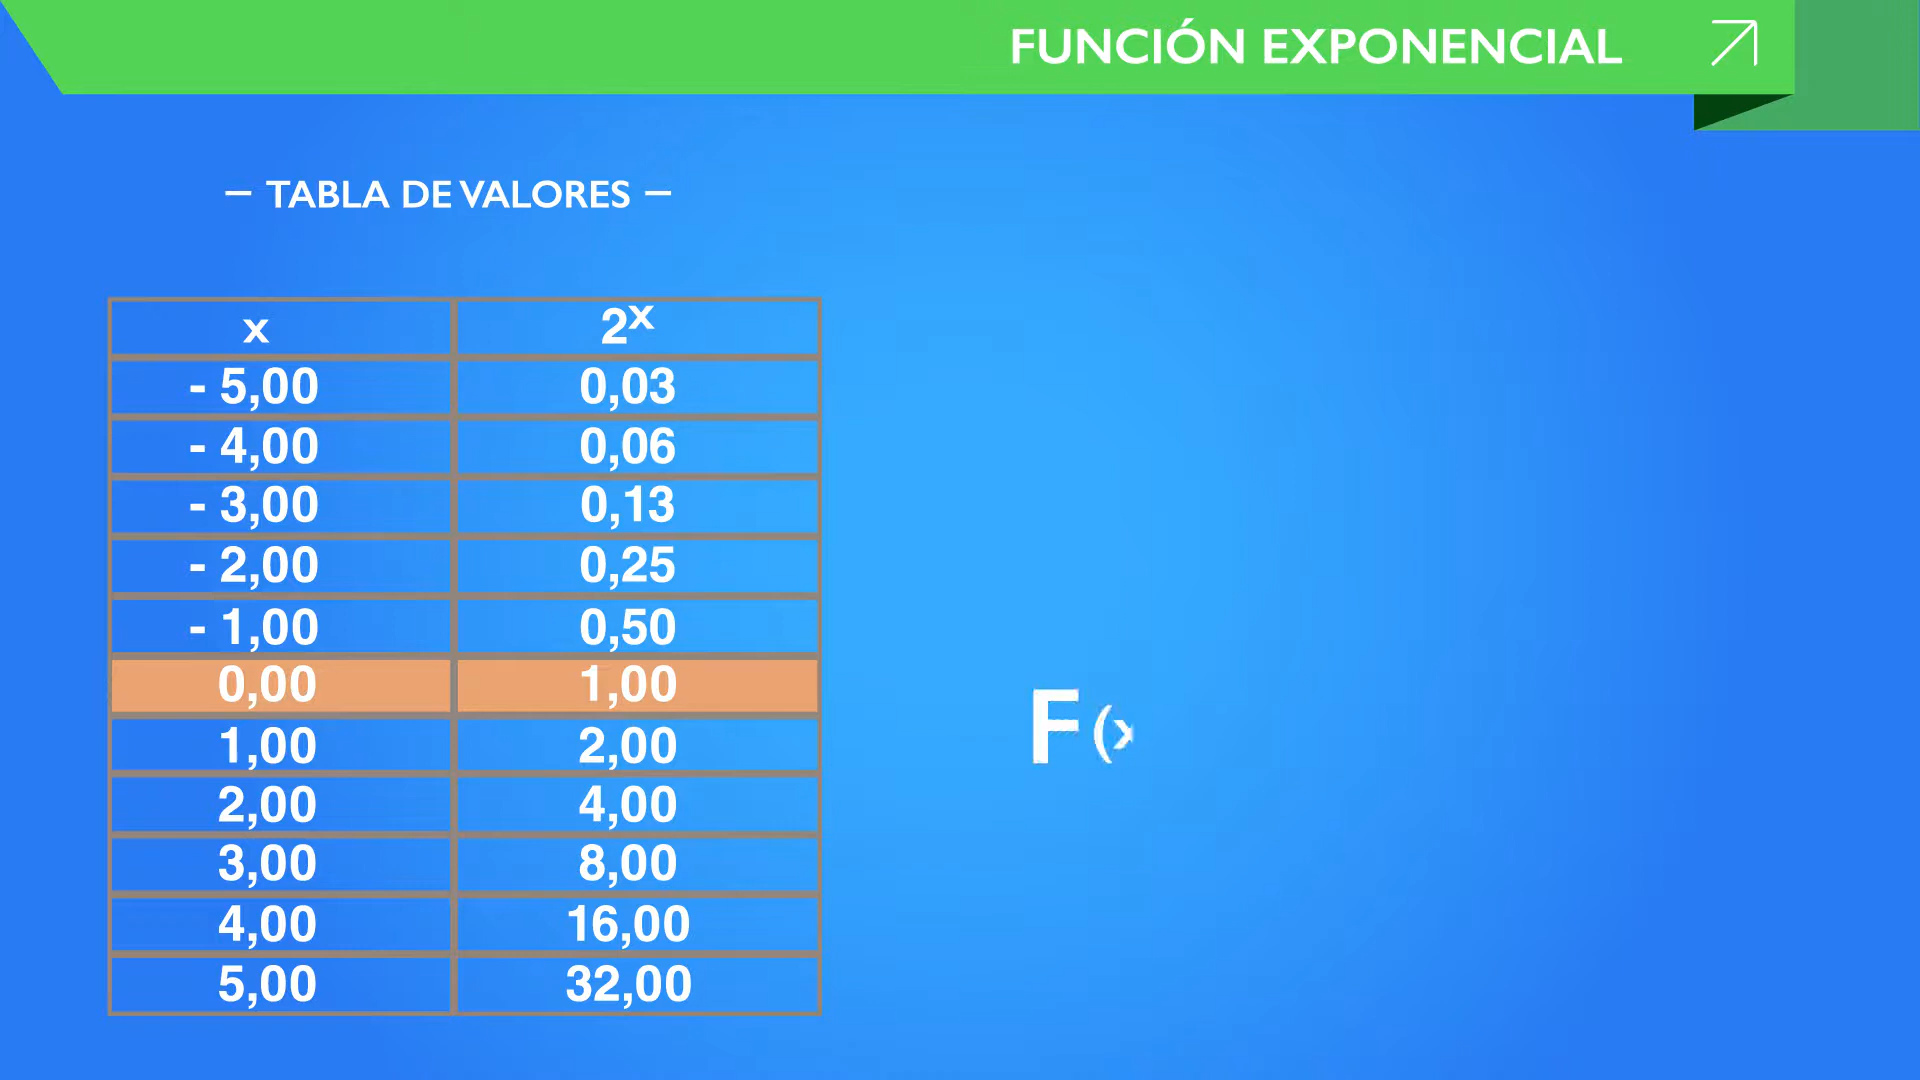 FUNCIÓN EXPONENCIAL
— TABLA DE VALORES —
x 2ˣ
- 5,00 0,03
- 4,00 0,06
- 3,00 0,13
- 2,00 0,25
- 1,00 0,50
0,00 1,00
1,00 2,00
2,00 4,00
3,00 8,00
4,00 16,00
5,00 32,00
F (x